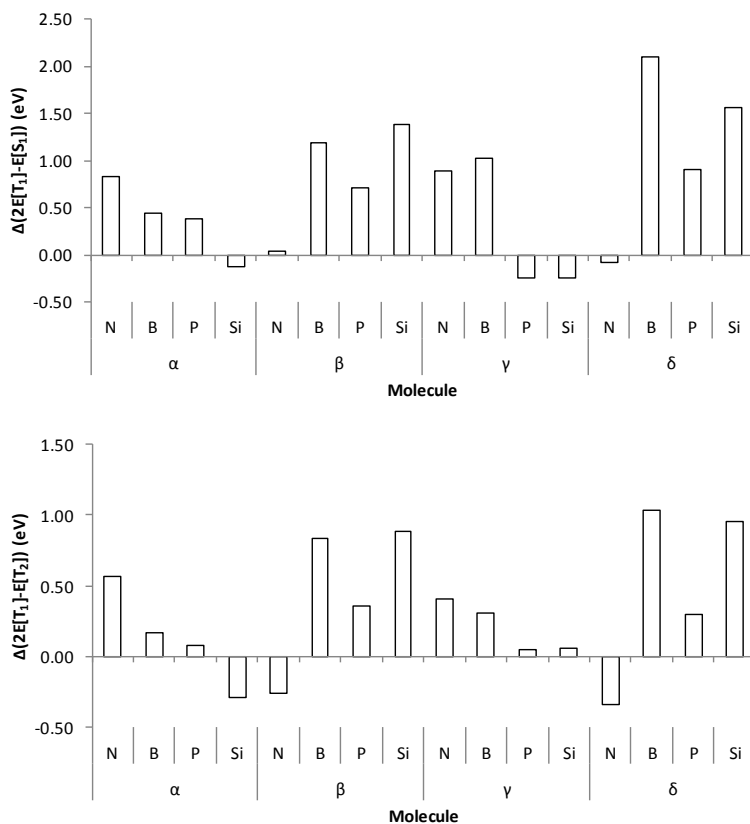 Δ(2E[T₁]-E[S₁]) (eV)
2.50
2.00
1.50
1.00
0.50
0.00
-0.50
N B P Si N B P Si N B P Si N B P Si
α β γ δ
Molecule
Δ(2E[T₁]-E[T₂]) (eV)
1.50
1.00
0.50
0.00
-0.50
N B P Si N B P Si N B P Si N B P Si
α β γ δ
Molecule